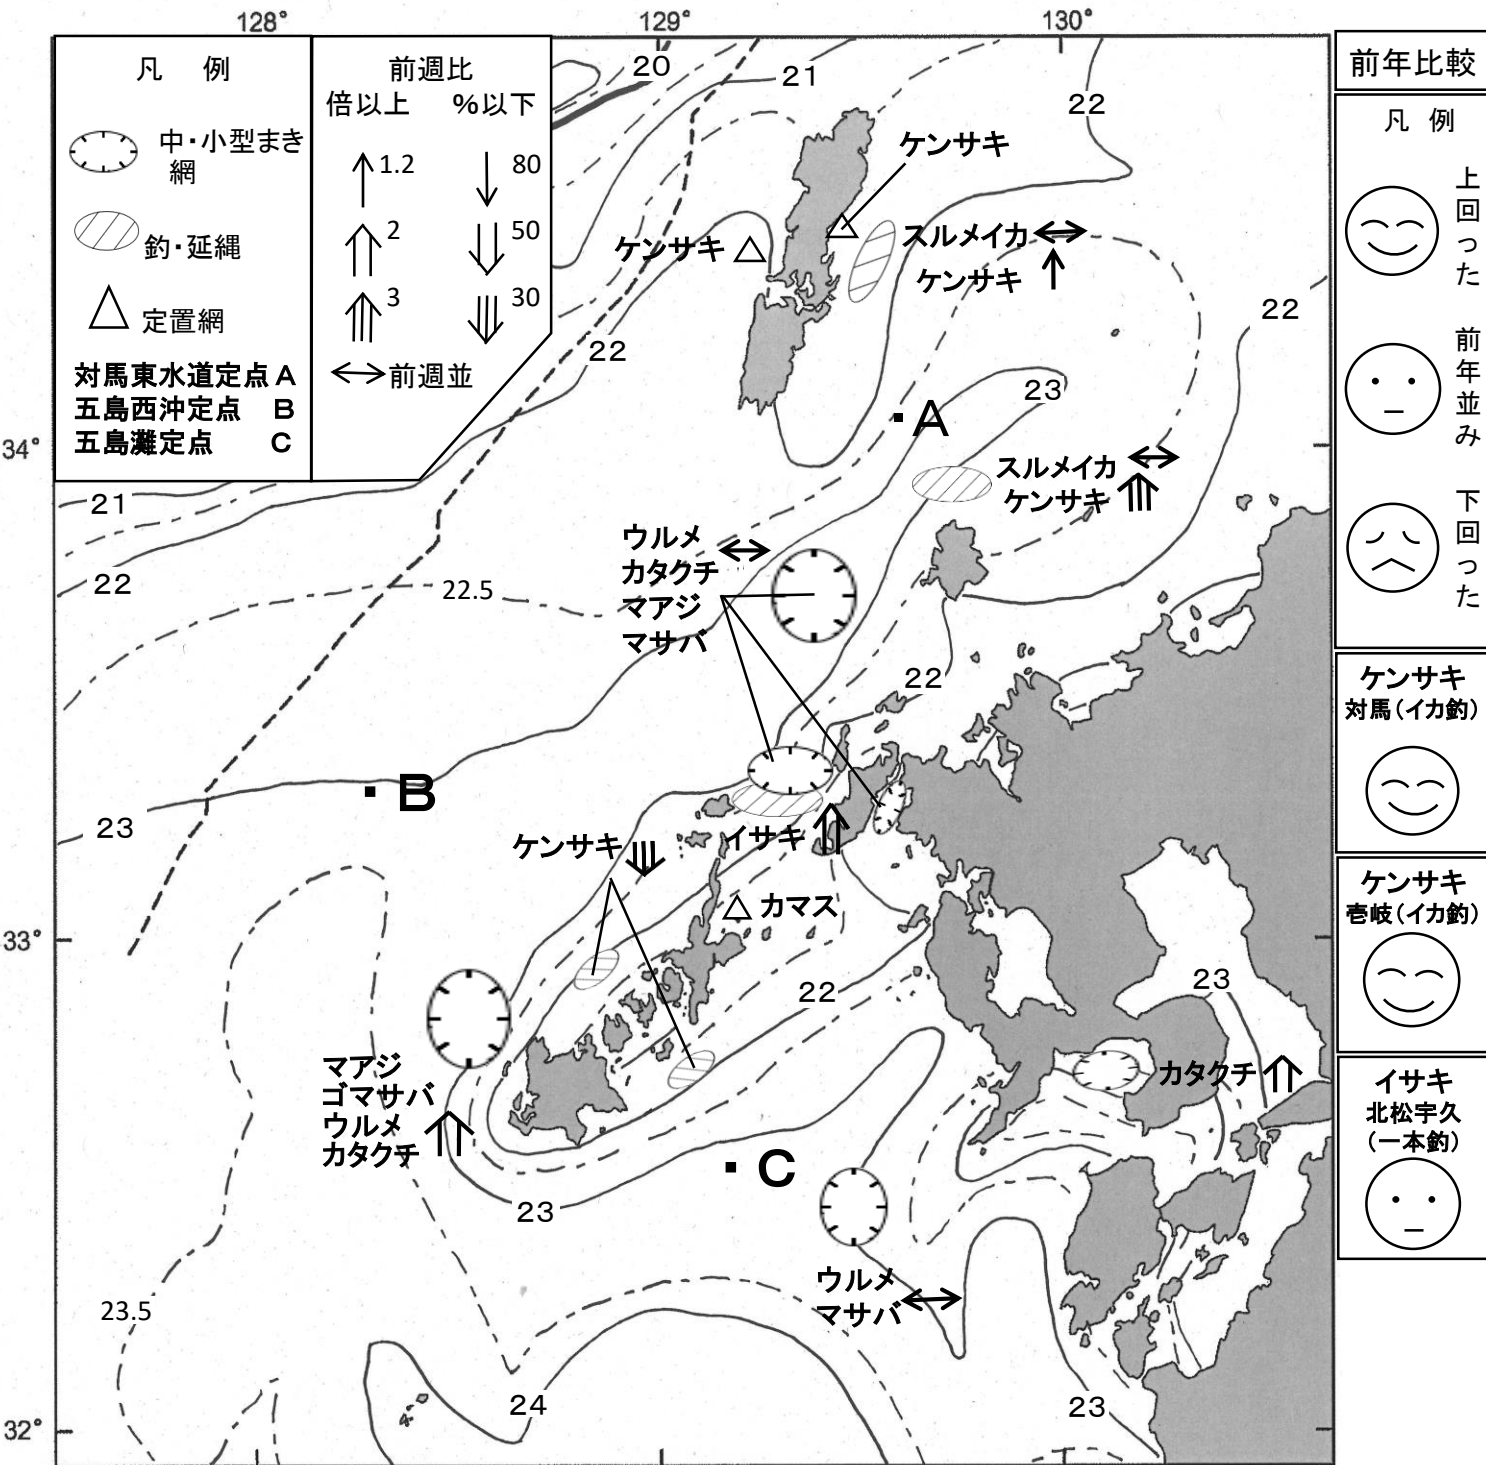 128°
129°
130°
凡 例
中・小型まき
網
釣・延縄
定置網
対馬東水道定点 A
五島西沖定点 B
五島灘定点 C
前週比
倍以上 %以下
1.2 80
2 50
3 30
前週並
20
21
22
ケンサキ
ケンサキ
スルメイカ
ケンサキ
22
22
23
A
34°
21
スルメイカ
ケンサキ
ウルメ
カタクチ
マアジ
マサバ
22
22.5
22
B
23
ケンサキ
イサキ
カマス
33°
22
23
マアジ
ゴマサバ
ウルメ
カタクチ
カタクチ
C
23
ウルメ
マサバ
23.5
24
23
32°
前年比較
凡 例
上回った
前年並み
下回った
ケンサキ
対馬(イカ釣)
ケンサキ
壱岐(イカ釣)
イサキ
北松宇久
(一本釣)